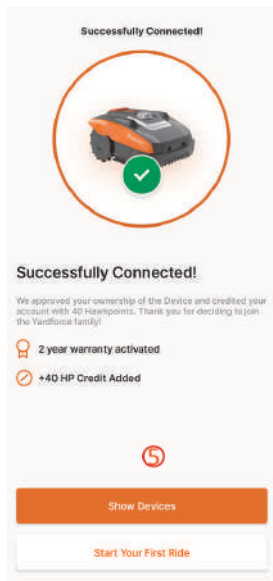 Successfully Connected!
Successfully Connected!
We approved your ownership of the Device and credited your
account with 40 Hawkpoints. Thank you for deciding to join
the Yardforce family!
2 year warranty activated
+40 HP Credit Added
5
Show Devices
Start Your First Ride